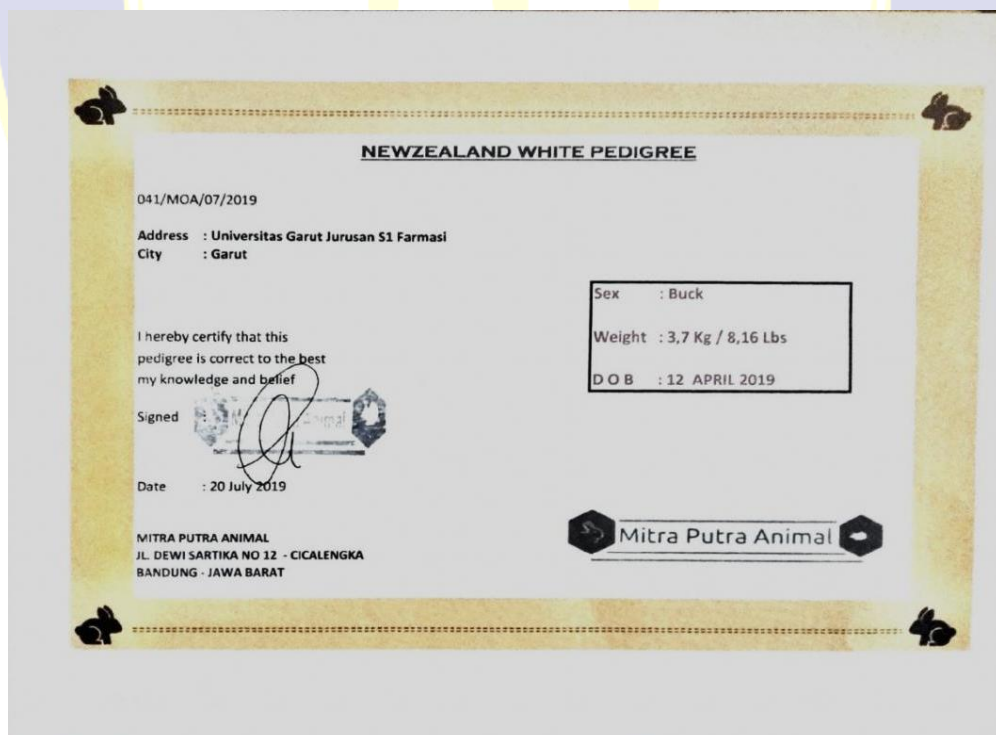 NEWZEALAND WHITE PEDIGREE
041/MOA/07/2019
Address : Universitas Garut Jurusan S1 Farmasi
City : Garut
Sex : Buck
Weight : 3,7 Kg / 8,16 Lbs
D O B : 12 APRIL 2019
I hereby certify that this
pedigree is correct to the best
my knowledge and belief
Signed :
Animal
Date : 20 July 2019
MITRA PUTRA ANIMAL
JL. DEWI SARTIKA NO 12 - CICALENGKA
BANDUNG - JAWA BARAT
Mitra Putra Animal